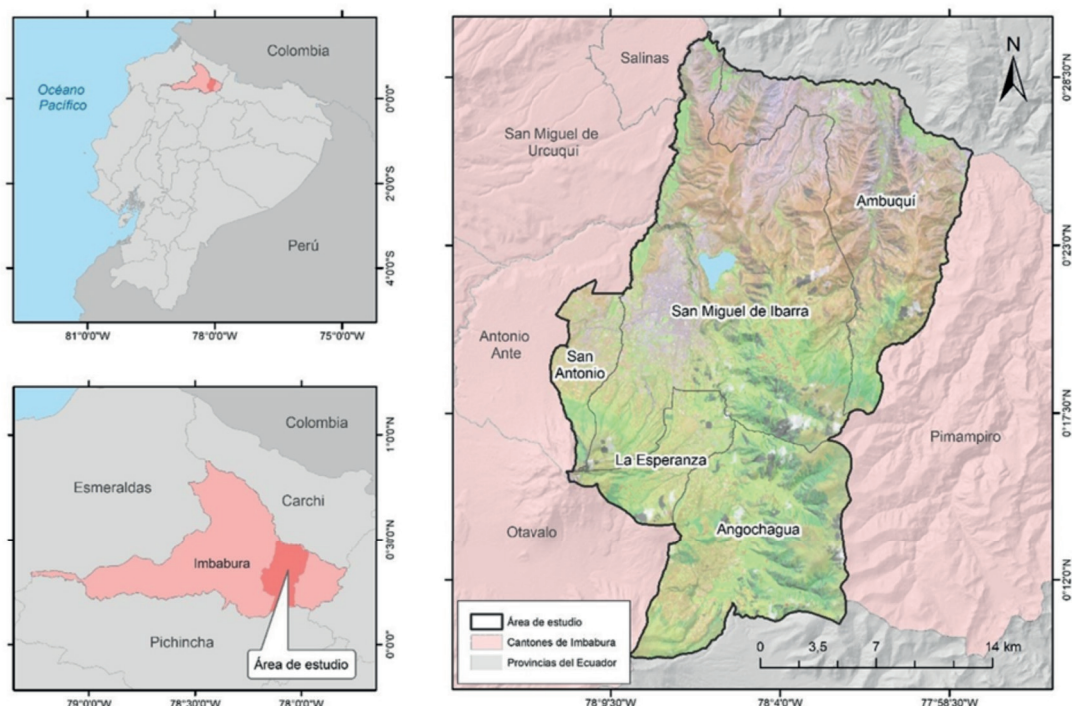 Colombia
Océano
Pacífico
Perú
0°0'0"
2°0'0"S
4°0'0"S
81°0'0"W
78°0'0"W
75°0'0"W
Colombia
Esmeraldas
Carchi
Imbabura
Pichincha
Área de estudio
1°0'0"N
0°30'0"N
0°0'0"
79°0'0"W
78°30'0"W
78°0'0"W
N
Salinas
San Miguel de
Urcuquí
Ambuquí
San Miguel de Ibarra
Antonio
Ante
San
Antonio
Pimampiro
La Esperanza
Otavalo
Angochagua
0°28'30"N
0°23'0"N
0°17'30"N
0°12'0"N
Área de estudio
Cantones de Imbabura
Provincias del Ecuador
0 3,5 7 14 km
78°9'30"W
78°4'0"W
77°58'30"W